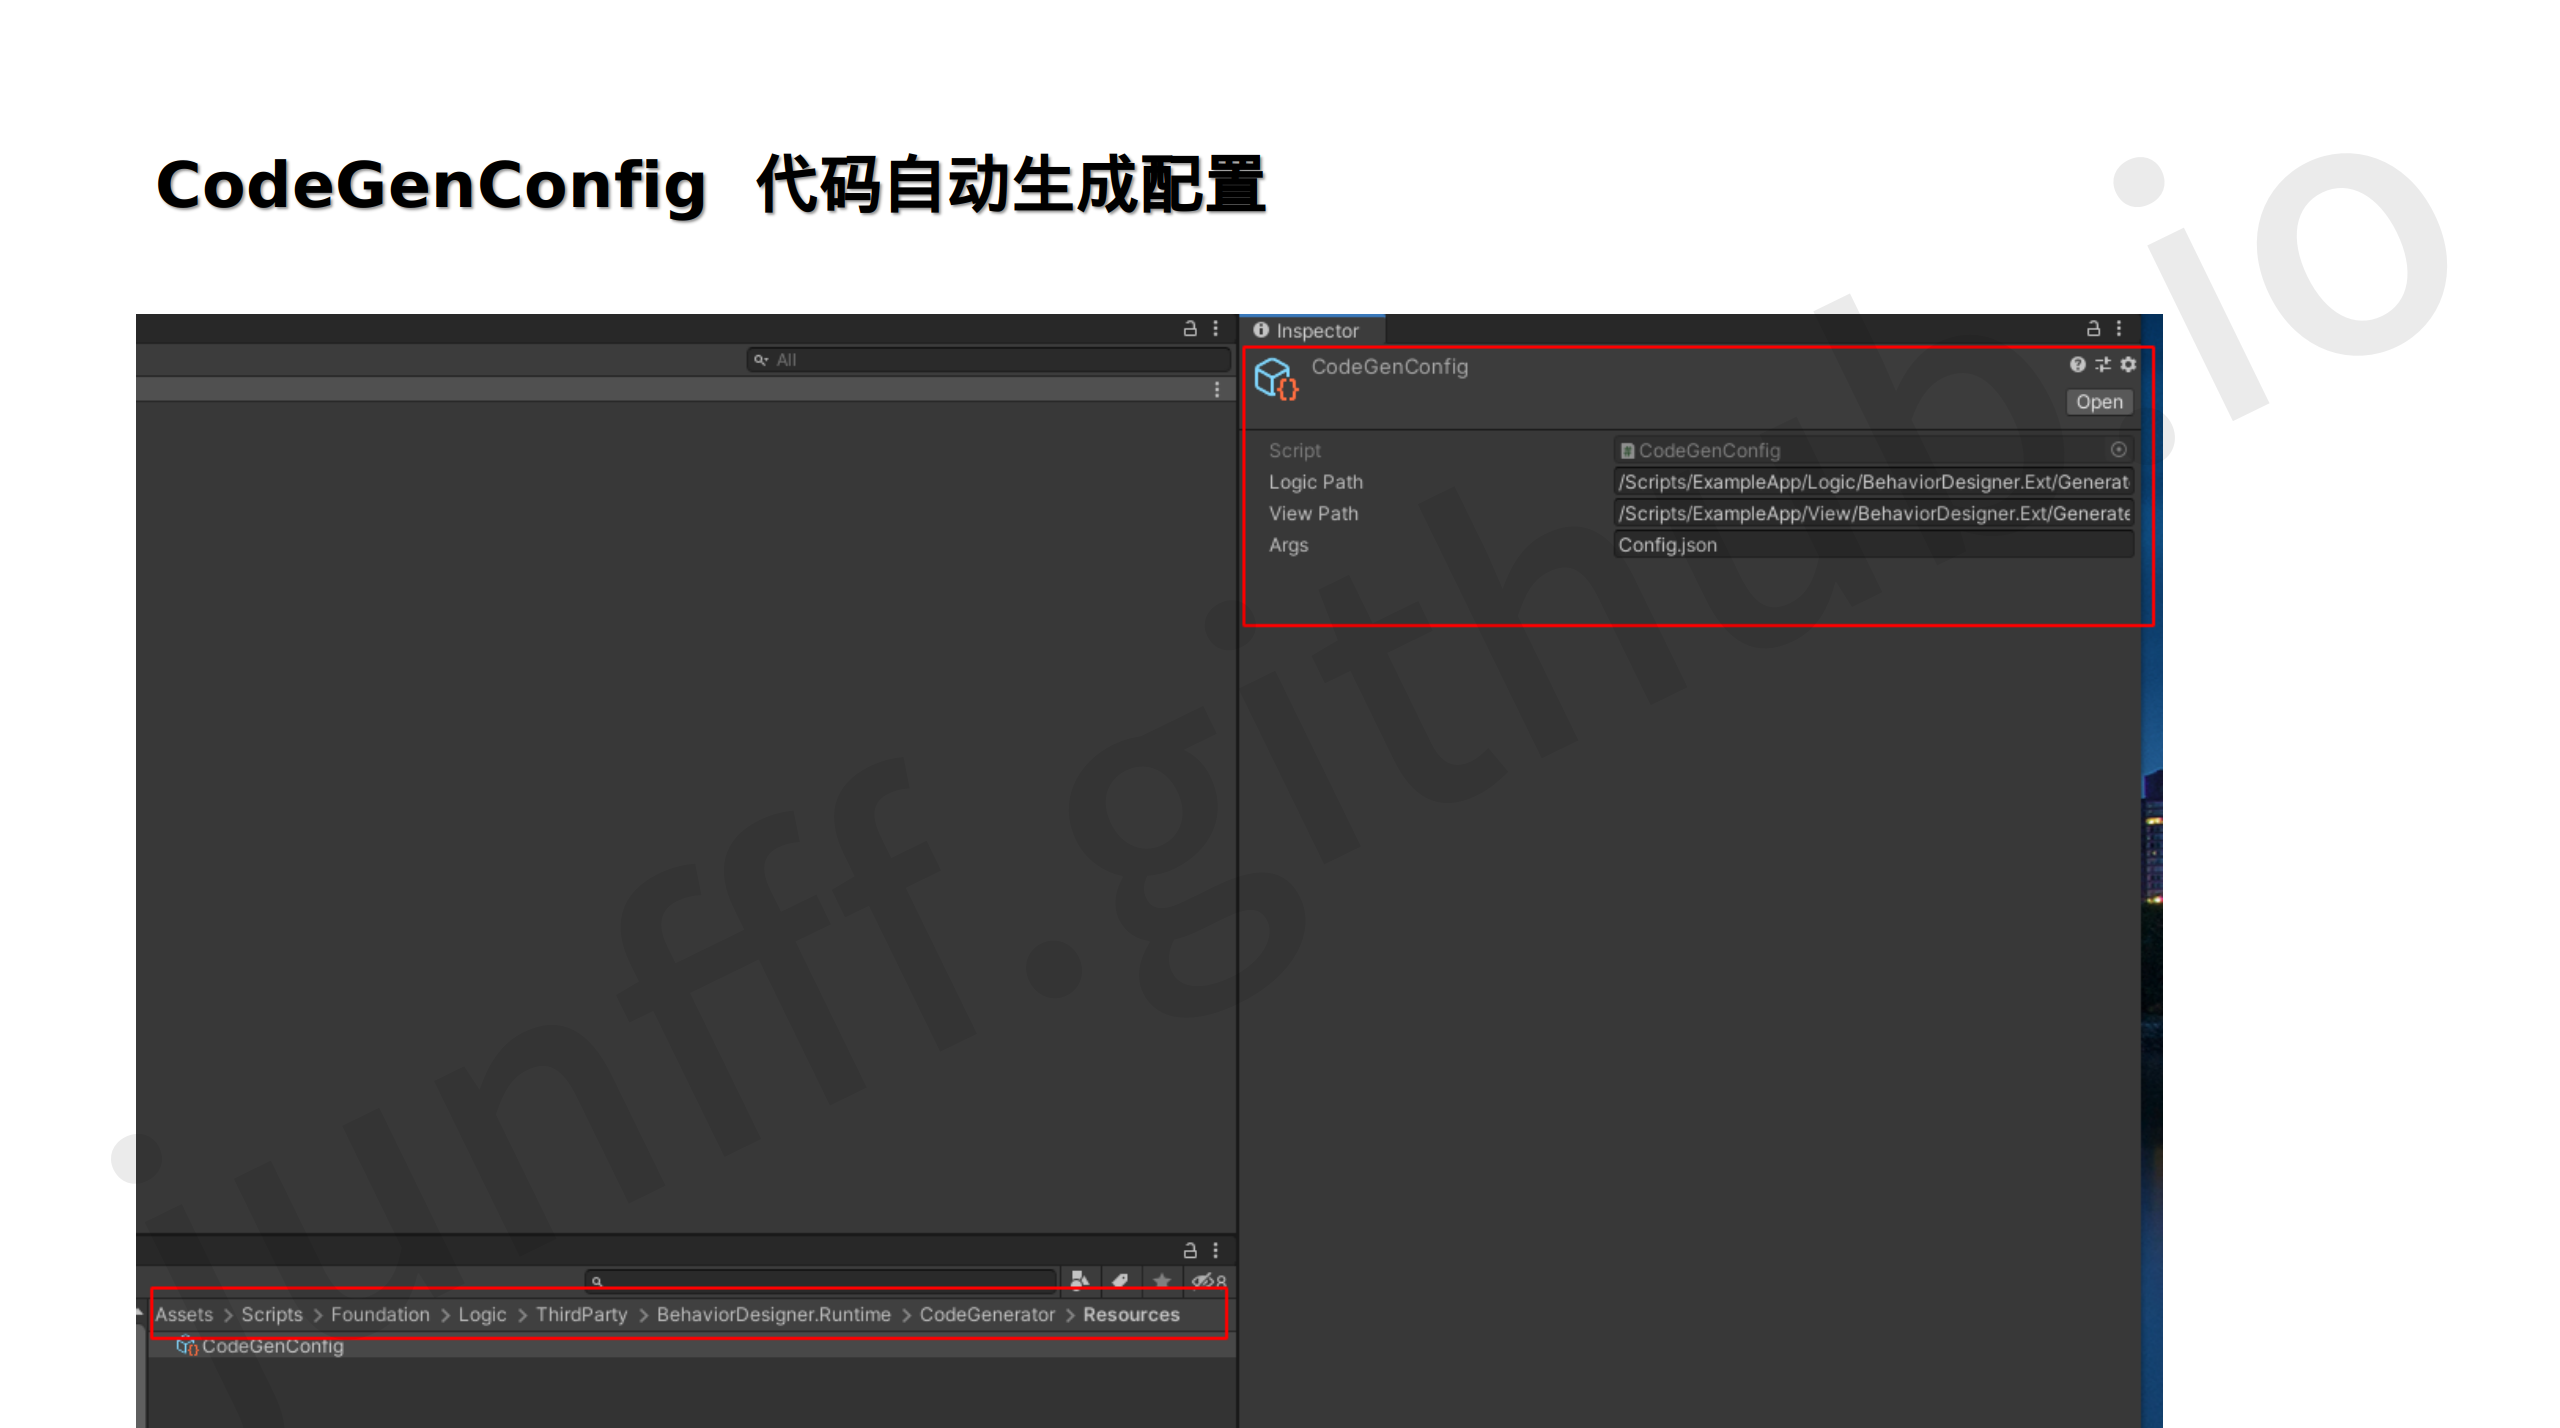 CodeGenConfig 代码自动生成配置
All
Inspector
CodeGenConfig
Open
Script CodeGenConfig
Logic Path /Scripts/ExampleApp/Logic/BehaviorDesigner.Ext/Generat
View Path /Scripts/ExampleApp/View/BehaviorDesigner.Ext/Generate
Args Config.json
8
Assets > Scripts > Foundation > Logic > ThirdParty > BehaviorDesigner.Runtime > CodeGenerator > Resources
CodeGenConfig
junfff.github.io